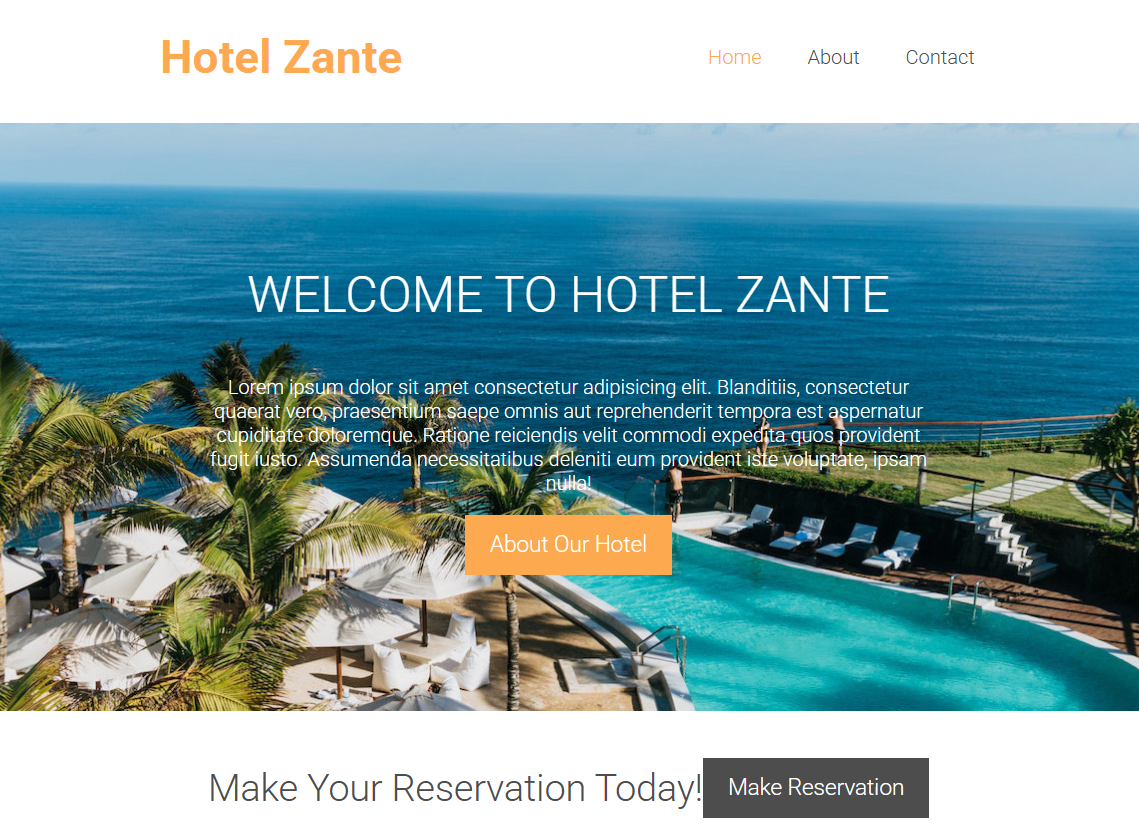 Hotel Zante
Home About Contact
WELCOME TO HOTEL ZANTE
Lorem ipsum dolor sit amet consectetur adipisicing elit. Blanditiis, consectetur
quaerat vero, praesentium saepe omnis aut reprehenderit tempora est aspernatur
cupiditate doloremque. Ratione reiciendis velit commodi expedita quos provident
fugit iusto. Assumenda necessitatibus deleniti eum provident iste voluptate, ipsam
nulla!
About Our Hotel
Make Your Reservation Today! Make Reservation